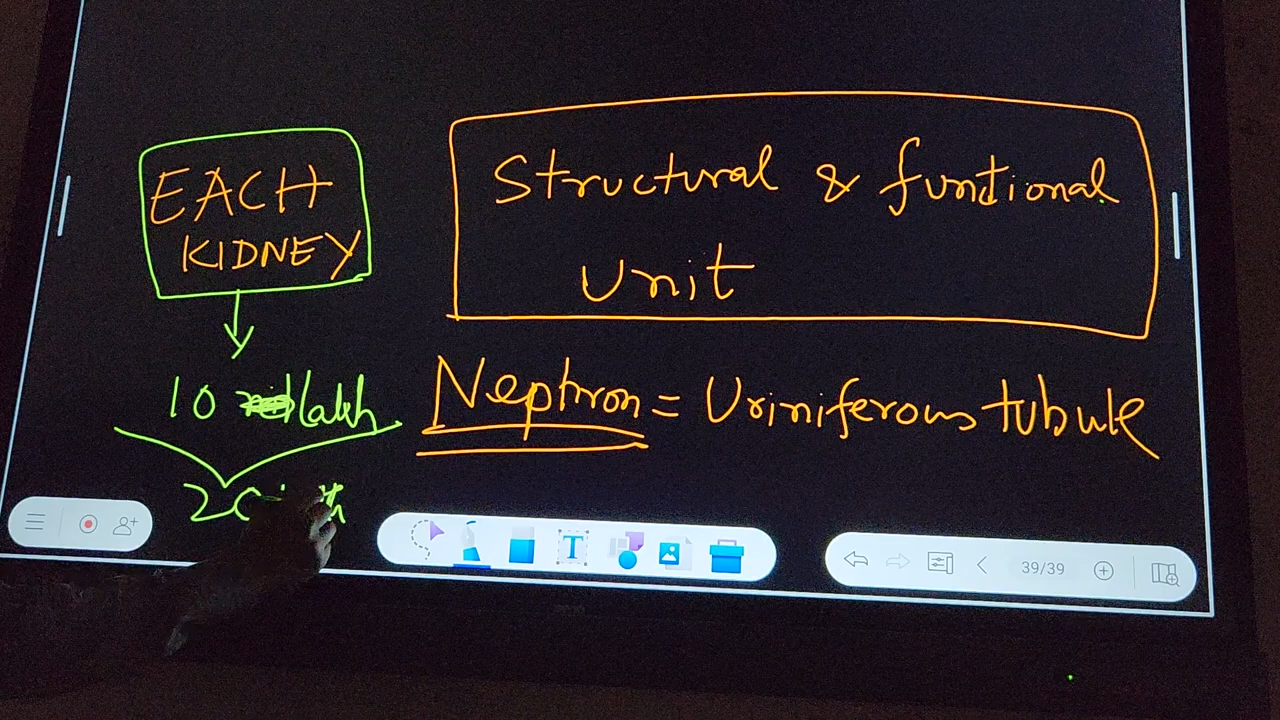 EACH
KIDNEY
10 lakh
Structural & functional
unit
Nephron = Uriniferous tubule
T
39/39